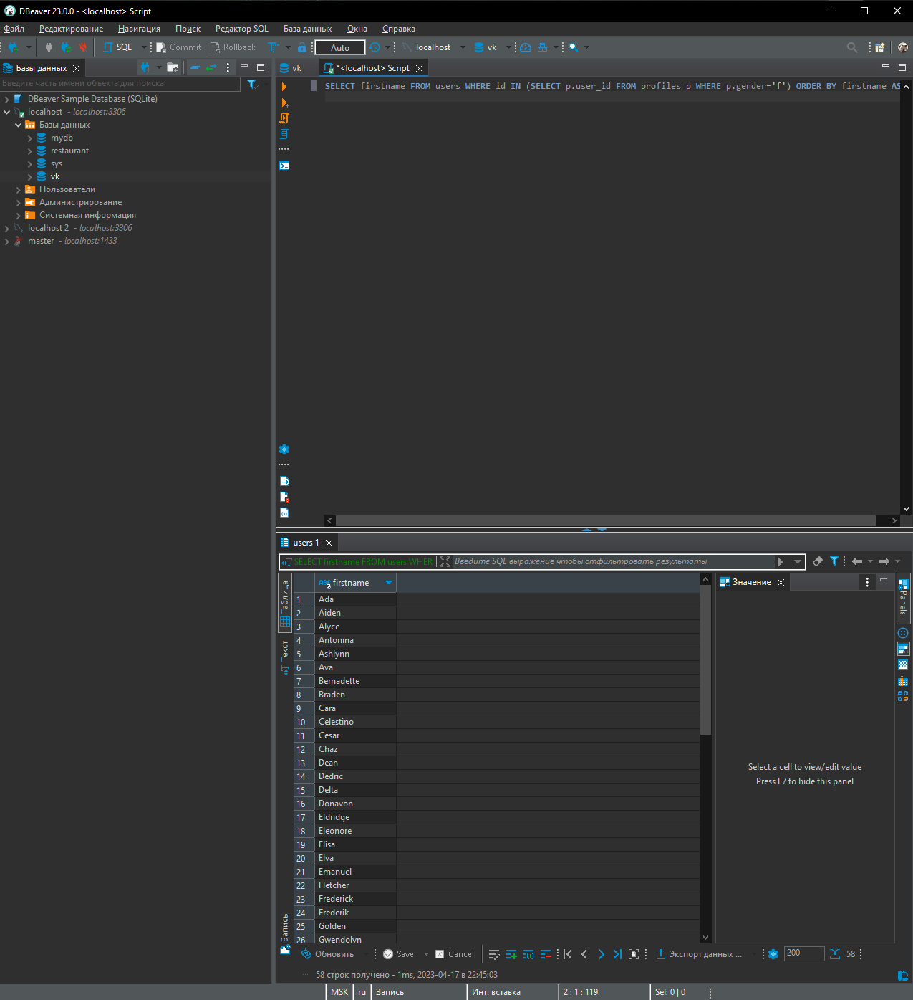 DBeaver 23.0.0 - <localhost> Script
Файл Редактирование Навигация Поиск Редактор SQL База данных Окна Справка
SQL Commit Rollback Auto localhost vk
Базы данных
Введите часть имени объекта для поиска
DBeaver Sample Database (SQLite)
localhost - localhost:3306
Базы данных
mydb
restaurant
sys
vk
Пользователи
Администрирование
Системная информация
localhost 2 - localhost:3306
master - localhost:1433
vk *<localhost> Script
SELECT firstname FROM users WHERE id IN (SELECT p.user_id FROM profiles p WHERE p.gender='f') ORDER BY firstname AS
users 1
SELECT firstname FROM users WHER Введите SQL выражение чтобы отфильтровать результаты
Таблица
Текст
Запись
ABC firstname
1 Ada
2 Aiden
3 Alyce
4 Antonina
5 Ashlynn
6 Ava
7 Bernadette
8 Braden
9 Cara
10 Celestino
11 Cesar
12 Chaz
13 Dean
14 Dedric
15 Delta
16 Donavon
17 Eldridge
18 Eleonore
19 Elisa
20 Elva
21 Emanuel
22 Fletcher
23 Frederick
24 Frederik
25 Golden
26 Gwendolyn
Значение
Select a cell to view/edit value
Press F7 to hide this panel
Panels
Обновить Save Cancel Экспорт данных ... 200 58
58 строк получено - 1ms, 2023-04-17 в 22:45:03
MSK ru Запись Инт. вставка 2 : 1 : 119 Sel: 0 | 0